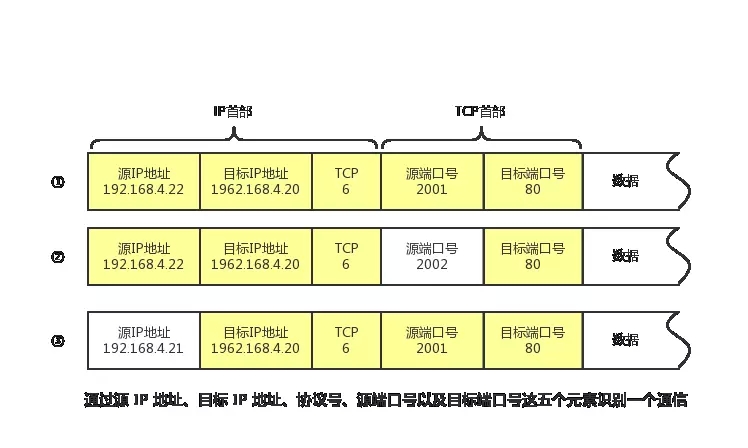 IP首部 TCP首部
① 源IP地址 目标IP地址 TCP 源端口号 目标端口号 数据
192.168.4.22 1962.168.4.20 6 2001 80
② 源IP地址 目标IP地址 TCP 源端口号 目标端口号 数据
192.168.4.22 1962.168.4.20 6 2002 80
③ 源IP地址 目标IP地址 TCP 源端口号 目标端口号 数据
192.168.4.21 1962.168.4.20 6 2001 80
通过源 IP 地址、目标 IP 地址、协议号、源端口号以及目标端口号这五个元素识别一个通信